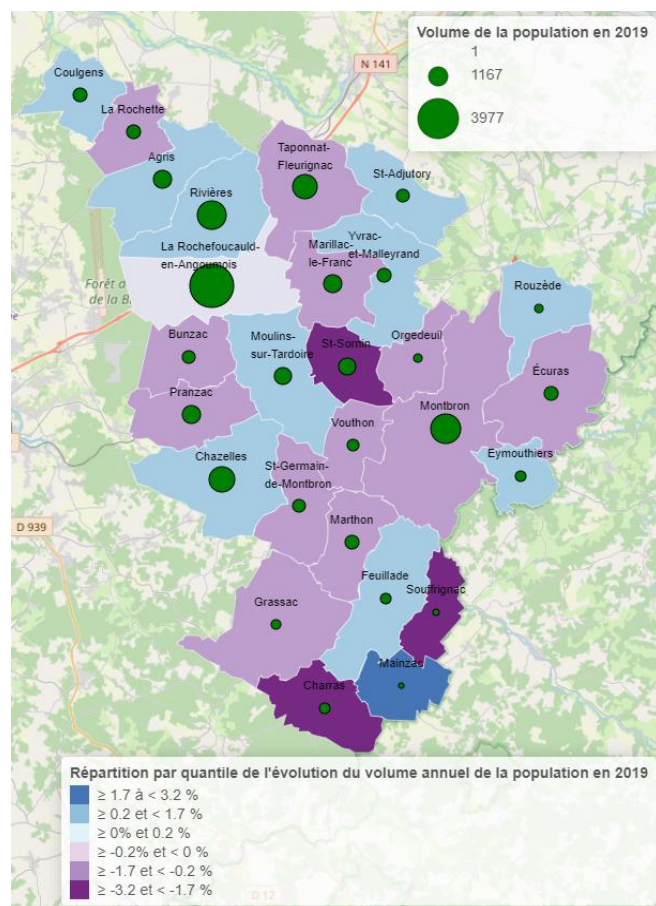 Volume de la population en 2019
1
1167
3977
N 141
Coulgens
La Rochette
Agris
Taponnat-
Fleurignac
St-Adjutory
Rivières
La Rochefoucauld-
en-Angoumois
Marillac-
le-Franc
Yvrac-
et-Malleyrand
Forêt
de la B
Rouzède
Bunzac
Moulins-
sur-Tardoire
St-Sornin
Orgedeuil
Écuras
Pranzac
Montbron
Vouthon
Chazelles
St-Germain-
de-Montbron
Eymouthiers
D 939
Marthon
Feuillade
Souffrignac
Grassac
Mainzac
Charras
Répartition par quantile de l'évolution du volume annuel de la population en 2019
≥ 1.7 à < 3.2 %
≥ 0.2 et < 1.7 %
≥ 0% et 0.2 %
≥ -0.2% et < 0 %
≥ -1.7 et < -0.2 %
≥ -3.2 et < -1.7 %
D 12